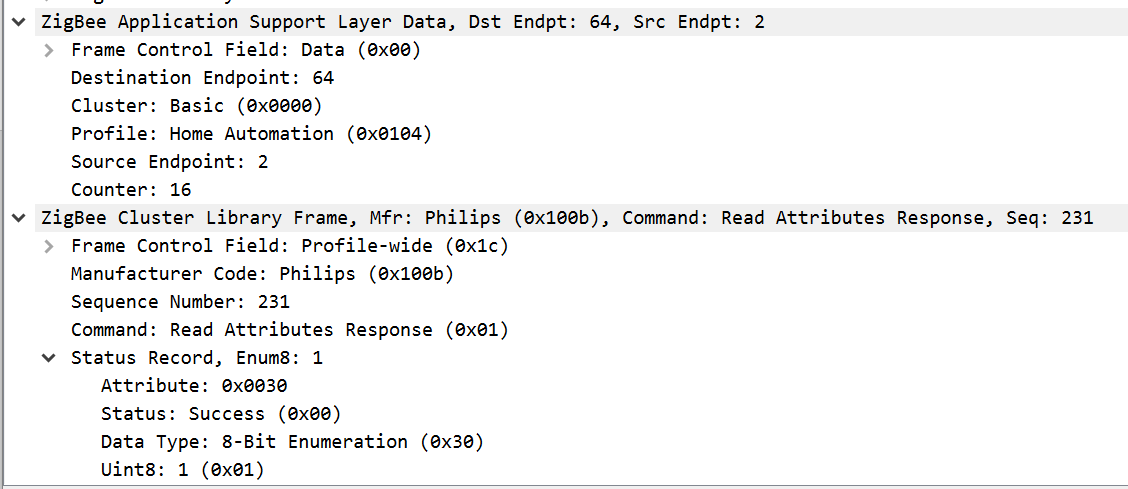 ZigBee Application Support Layer Data, Dst Endpt: 64, Src Endpt: 2
Frame Control Field: Data (0x00)
Destination Endpoint: 64
Cluster: Basic (0x0000)
Profile: Home Automation (0x0104)
Source Endpoint: 2
Counter: 16
ZigBee Cluster Library Frame, Mfr: Philips (0x100b), Command: Read Attributes Response, Seq: 231
Frame Control Field: Profile-wide (0x1c)
Manufacturer Code: Philips (0x100b)
Sequence Number: 231
Command: Read Attributes Response (0x01)
Status Record, Enum8: 1
Attribute: 0x0030
Status: Success (0x00)
Data Type: 8-Bit Enumeration (0x30)
Uint8: 1 (0x01)